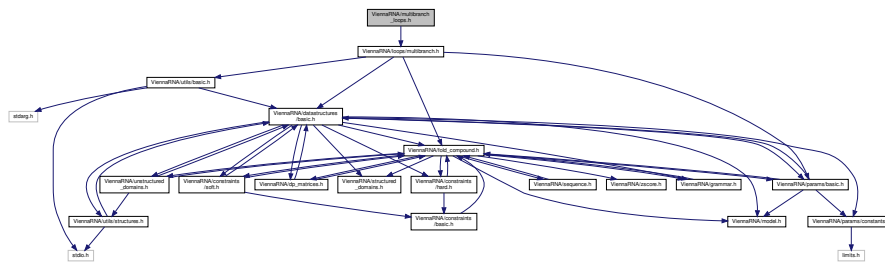 ViennaRNA/multibranch
_loops.h
ViennaRNA/loops/multibranch.h
ViennaRNA/utils/basic.h
stdarg.h
ViennaRNA/datastructures
/basic.h
ViennaRNA/fold_compound.h
ViennaRNA/unstructured
_domains.h
ViennaRNA/constraints
/soft.h
ViennaRNA/dp_matrices.h
ViennaRNA/structured
_domains.h
ViennaRNA/constraints
/hard.h
ViennaRNA/sequence.h
ViennaRNA/zscore.h
ViennaRNA/grammar.h
ViennaRNA/params/basic.h
ViennaRNA/utils/structures.h
ViennaRNA/constraints
/basic.h
ViennaRNA/model.h
ViennaRNA/params/constants.h
stdio.h
limits.h